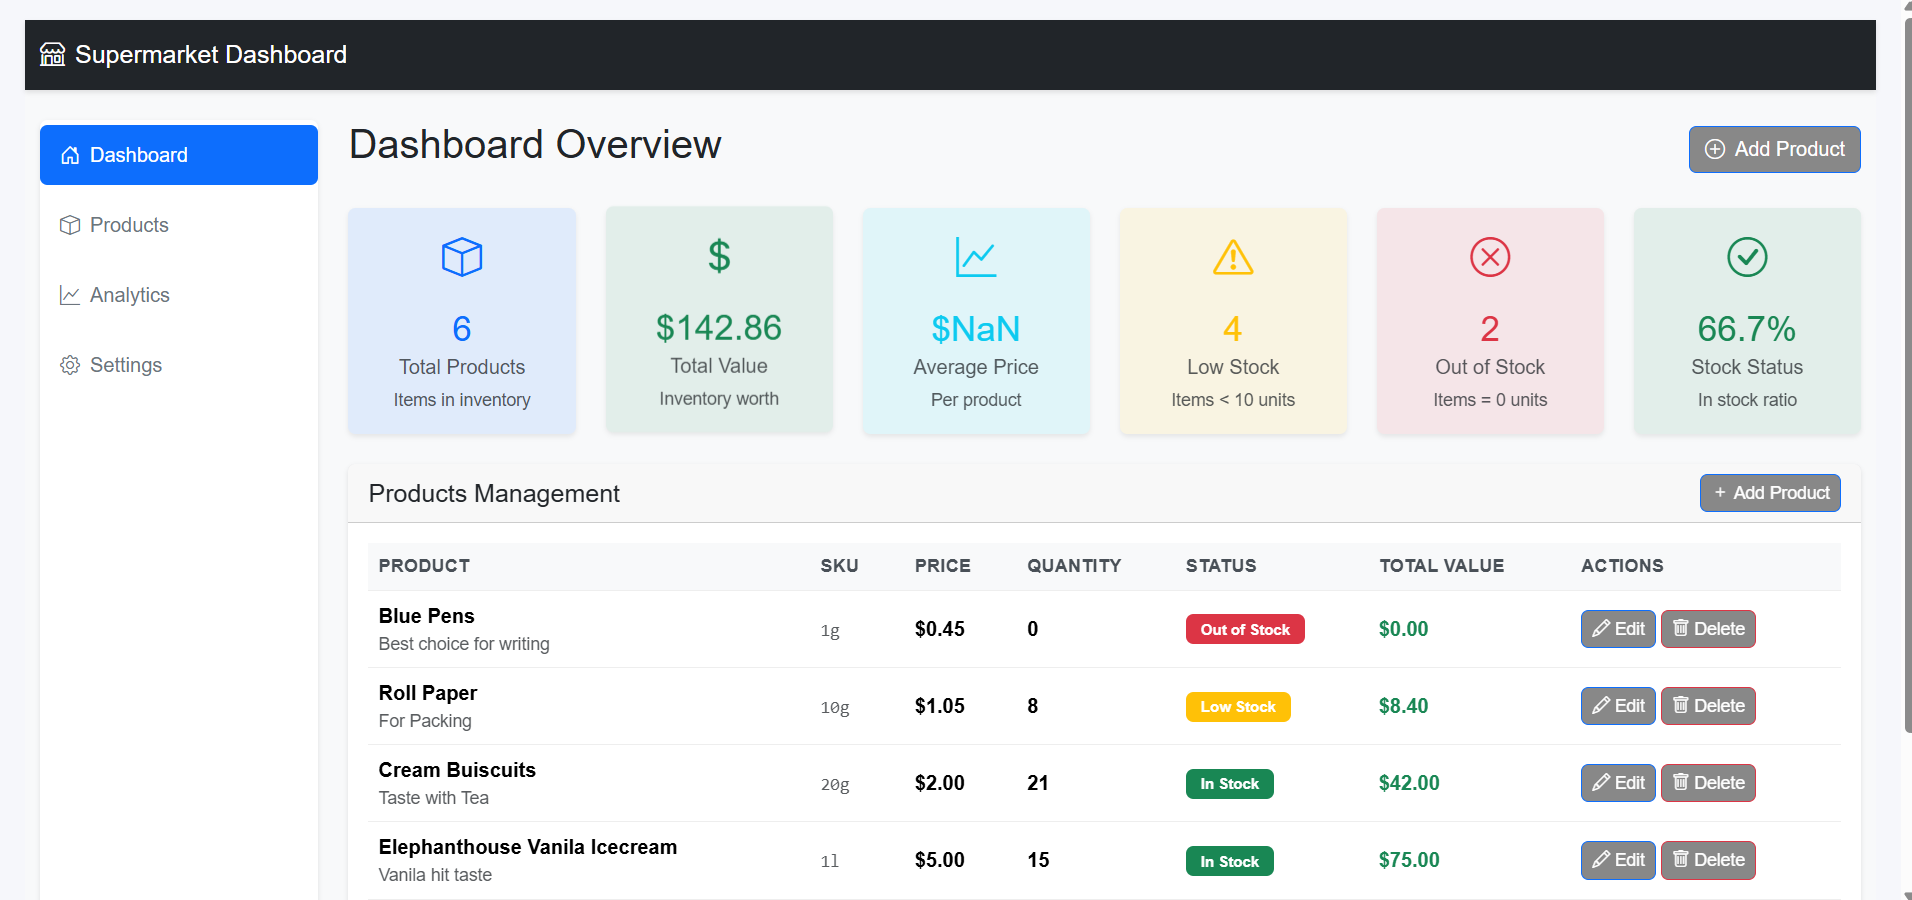 Supermarket Dashboard
Dashboard
Products
Analytics
Settings
Dashboard Overview
Add Product
6
Total Products
Items in inventory
$
$142.86
Total Value
Inventory worth
$NaN
Average Price
Per product
4
Low Stock
Items < 10 units
2
Out of Stock
Items = 0 units
66.7%
Stock Status
In stock ratio
Products Management
+ Add Product
PRODUCT SKU PRICE QUANTITY STATUS TOTAL VALUE ACTIONS
Blue Pens
Best choice for writing
1g $0.45 0 Out of Stock $0.00 Edit Delete
Roll Paper
For Packing
10g $1.05 8 Low Stock $8.40 Edit Delete
Cream Buiscuits
Taste with Tea
20g $2.00 21 In Stock $42.00 Edit Delete
Elephanthouse Vanila Icecream
Vanila hit taste
1l $5.00 15 In Stock $75.00 Edit Delete